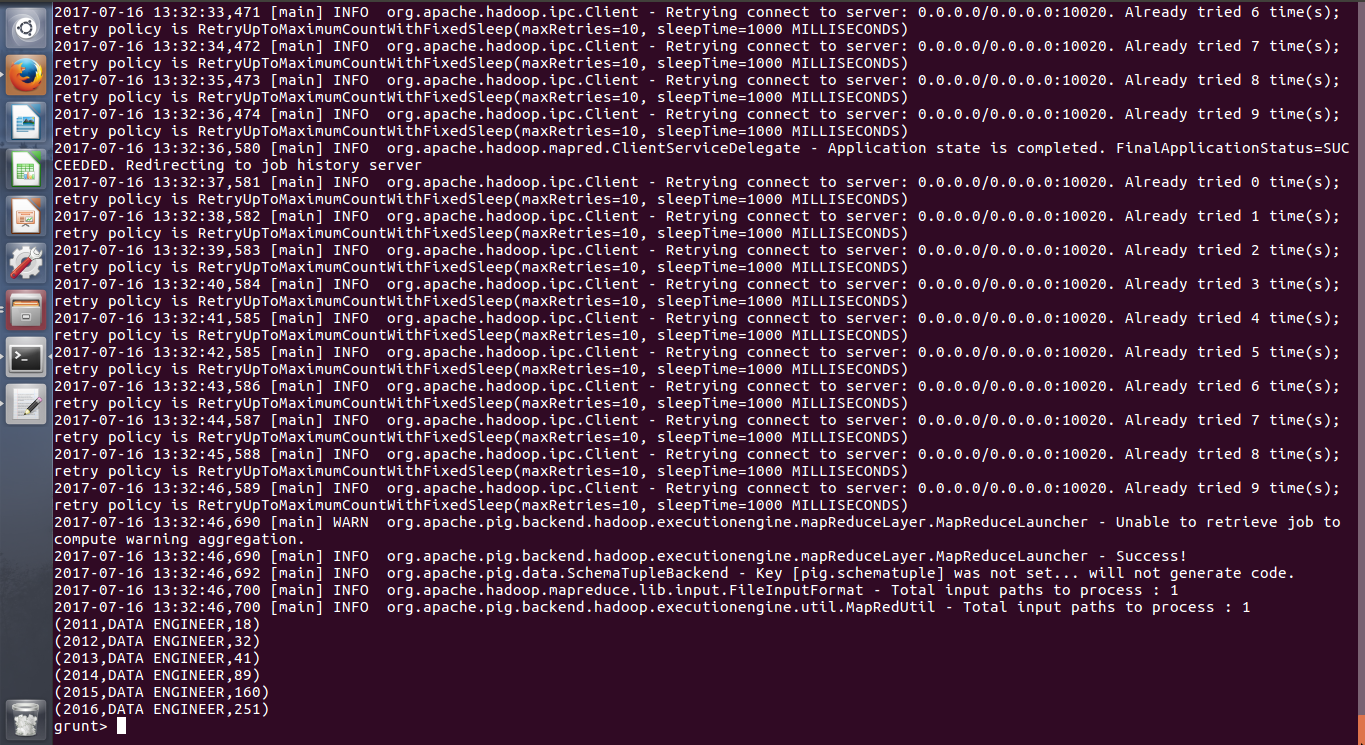 2017-07-16 13:32:33,471 [main] INFO  org.apache.hadoop.ipc.Client - Retrying connect to server: 0.0.0.0/0.0.0.0:10020. Already tried 6 time(s);
retry policy is RetryUpToMaximumCountWithFixedSleep(maxRetries=10, sleepTime=1000 MILLISECONDS)
2017-07-16 13:32:34,472 [main] INFO  org.apache.hadoop.ipc.Client - Retrying connect to server: 0.0.0.0/0.0.0.0:10020. Already tried 7 time(s);
retry policy is RetryUpToMaximumCountWithFixedSleep(maxRetries=10, sleepTime=1000 MILLISECONDS)
2017-07-16 13:32:35,473 [main] INFO  org.apache.hadoop.ipc.Client - Retrying connect to server: 0.0.0.0/0.0.0.0:10020. Already tried 8 time(s);
retry policy is RetryUpToMaximumCountWithFixedSleep(maxRetries=10, sleepTime=1000 MILLISECONDS)
2017-07-16 13:32:36,474 [main] INFO  org.apache.hadoop.ipc.Client - Retrying connect to server: 0.0.0.0/0.0.0.0:10020. Already tried 9 time(s);
retry policy is RetryUpToMaximumCountWithFixedSleep(maxRetries=10, sleepTime=1000 MILLISECONDS)
2017-07-16 13:32:36,580 [main] INFO  org.apache.hadoop.mapred.ClientServiceDelegate - Application state is completed. FinalApplicationStatus=SUC
CEEDED. Redirecting to job history server
2017-07-16 13:32:37,581 [main] INFO  org.apache.hadoop.ipc.Client - Retrying connect to server: 0.0.0.0/0.0.0.0:10020. Already tried 0 time(s);
retry policy is RetryUpToMaximumCountWithFixedSleep(maxRetries=10, sleepTime=1000 MILLISECONDS)
2017-07-16 13:32:38,582 [main] INFO  org.apache.hadoop.ipc.Client - Retrying connect to server: 0.0.0.0/0.0.0.0:10020. Already tried 1 time(s);
retry policy is RetryUpToMaximumCountWithFixedSleep(maxRetries=10, sleepTime=1000 MILLISECONDS)
2017-07-16 13:32:39,583 [main] INFO  org.apache.hadoop.ipc.Client - Retrying connect to server: 0.0.0.0/0.0.0.0:10020. Already tried 2 time(s);
retry policy is RetryUpToMaximumCountWithFixedSleep(maxRetries=10, sleepTime=1000 MILLISECONDS)
2017-07-16 13:32:40,584 [main] INFO  org.apache.hadoop.ipc.Client - Retrying connect to server: 0.0.0.0/0.0.0.0:10020. Already tried 3 time(s);
retry policy is RetryUpToMaximumCountWithFixedSleep(maxRetries=10, sleepTime=1000 MILLISECONDS)
2017-07-16 13:32:41,585 [main] INFO  org.apache.hadoop.ipc.Client - Retrying connect to server: 0.0.0.0/0.0.0.0:10020. Already tried 4 time(s);
retry policy is RetryUpToMaximumCountWithFixedSleep(maxRetries=10, sleepTime=1000 MILLISECONDS)
2017-07-16 13:32:42,585 [main] INFO  org.apache.hadoop.ipc.Client - Retrying connect to server: 0.0.0.0/0.0.0.0:10020. Already tried 5 time(s);
retry policy is RetryUpToMaximumCountWithFixedSleep(maxRetries=10, sleepTime=1000 MILLISECONDS)
2017-07-16 13:32:43,586 [main] INFO  org.apache.hadoop.ipc.Client - Retrying connect to server: 0.0.0.0/0.0.0.0:10020. Already tried 6 time(s);
retry policy is RetryUpToMaximumCountWithFixedSleep(maxRetries=10, sleepTime=1000 MILLISECONDS)
2017-07-16 13:32:44,587 [main] INFO  org.apache.hadoop.ipc.Client - Retrying connect to server: 0.0.0.0/0.0.0.0:10020. Already tried 7 time(s);
retry policy is RetryUpToMaximumCountWithFixedSleep(maxRetries=10, sleepTime=1000 MILLISECONDS)
2017-07-16 13:32:45,588 [main] INFO  org.apache.hadoop.ipc.Client - Retrying connect to server: 0.0.0.0/0.0.0.0:10020. Already tried 8 time(s);
retry policy is RetryUpToMaximumCountWithFixedSleep(maxRetries=10, sleepTime=1000 MILLISECONDS)
2017-07-16 13:32:46,589 [main] INFO  org.apache.hadoop.ipc.Client - Retrying connect to server: 0.0.0.0/0.0.0.0:10020. Already tried 9 time(s);
retry policy is RetryUpToMaximumCountWithFixedSleep(maxRetries=10, sleepTime=1000 MILLISECONDS)
2017-07-16 13:32:46,690 [main] WARN  org.apache.pig.backend.hadoop.executionengine.mapReduceLayer.MapReduceLauncher - Unable to retrieve job to
compute warning aggregation.
2017-07-16 13:32:46,690 [main] INFO  org.apache.pig.backend.hadoop.executionengine.mapReduceLayer.MapReduceLauncher - Success!
2017-07-16 13:32:46,692 [main] INFO  org.apache.pig.data.SchemaTupleBackend - Key [pig.schematuple] was not set... will not generate code.
2017-07-16 13:32:46,700 [main] INFO  org.apache.hadoop.mapreduce.lib.input.FileInputFormat - Total input paths to process : 1
2017-07-16 13:32:46,700 [main] INFO  org.apache.pig.backend.hadoop.executionengine.util.MapRedUtil - Total input paths to process : 1
(2011,DATA ENGINEER,18)
(2012,DATA ENGINEER,32)
(2013,DATA ENGINEER,41)
(2014,DATA ENGINEER,89)
(2015,DATA ENGINEER,160)
(2016,DATA ENGINEER,251)
grunt>